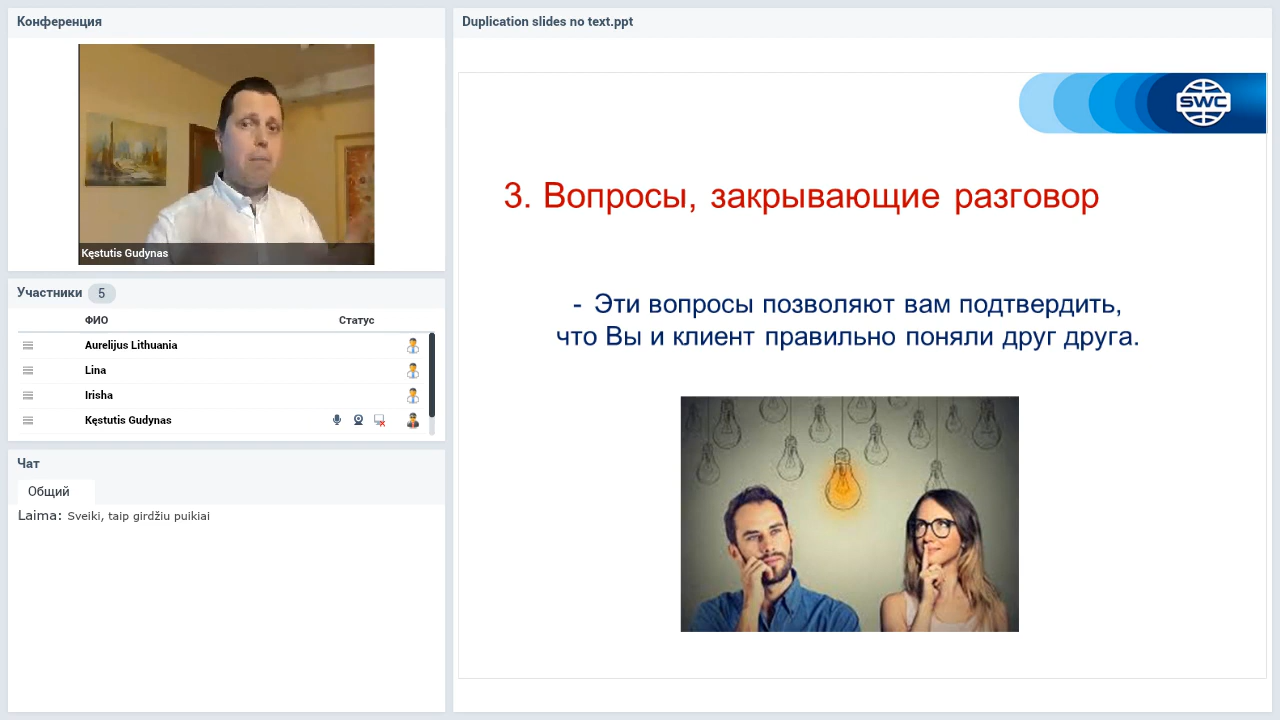 Конференция
Kęstutis Gudynas
Участники 5
ФИО Статус
Aurelijus Lithuania
Lina
Irisha
Kęstutis Gudynas
Чат
Общий
Laima: Sveiki, taip girdžiu puikiai
Duplication slides no text.ppt
SWC
3. Вопросы, закрывающие разговор
- Эти вопросы позволяют вам подтвердить,
что Вы и клиент правильно поняли друг друга.